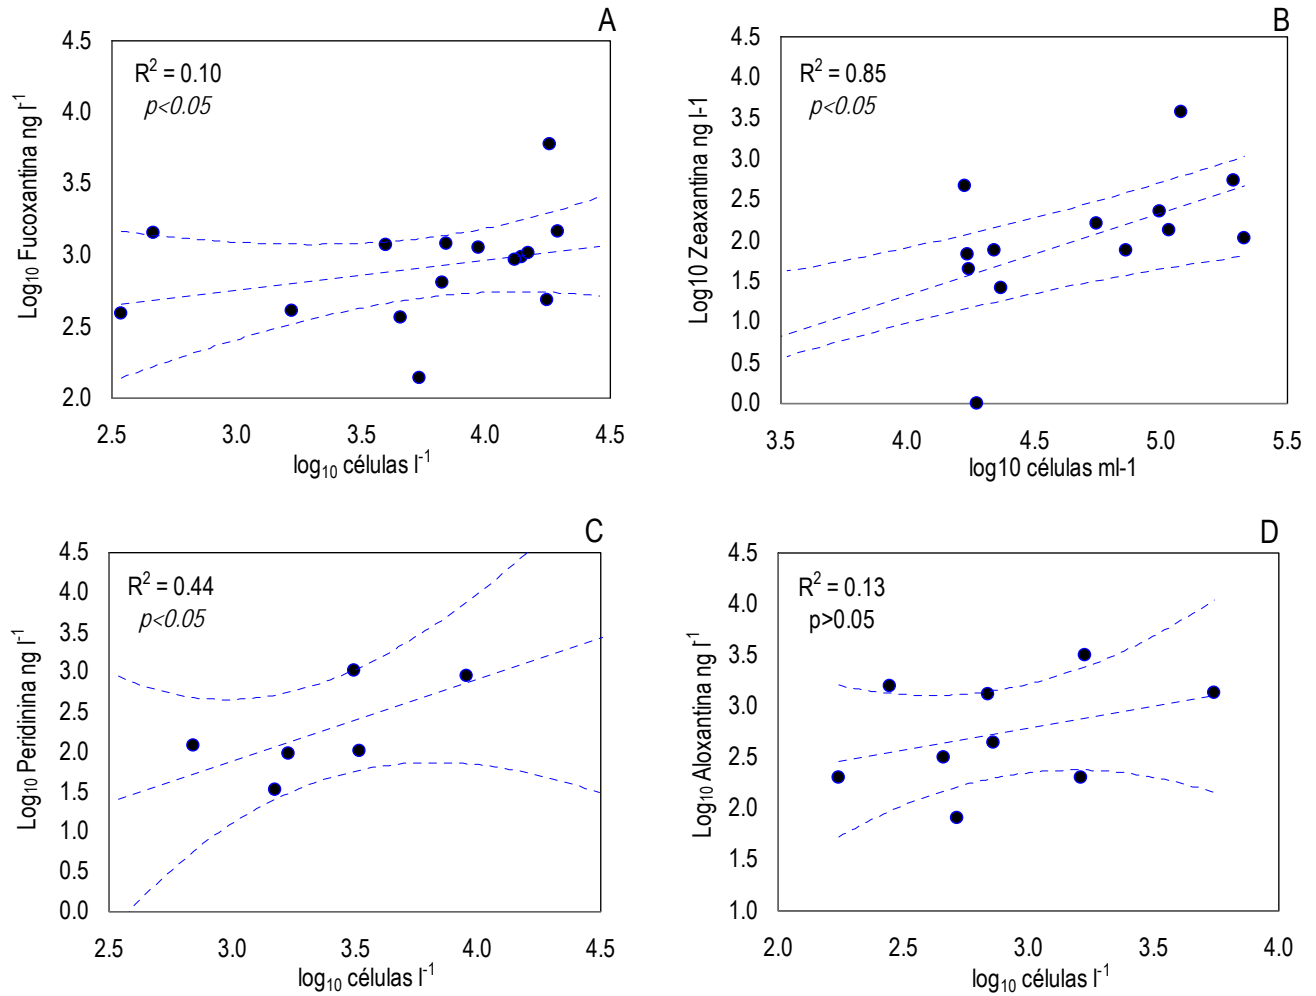 A
Log₁₀ Fucoxantina ng l⁻¹
4.5
4.0
3.5
3.0
2.5
2.0
R² = 0.10
p<0.05
2.5 3.0 3.5 4.0 4.5
log₁₀ células l⁻¹
B
Log10 Zeaxantina ng l-1
4.5
4.0
3.5
3.0
2.5
2.0
1.5
1.0
0.5
0.0
R² = 0.85
p<0.05
3.5 4.0 4.5 5.0 5.5
log10 células ml-1
C
Log₁₀ Peridinina ng l⁻¹
4.5
4.0
3.5
3.0
2.5
2.0
1.5
1.0
0.5
0.0
R² = 0.44
p<0.05
2.5 3.0 3.5 4.0 4.5
log₁₀ células l⁻¹
D
Log₁₀ Aloxantina ng l⁻¹
4.5
4.0
3.5
3.0
2.5
2.0
1.5
1.0
R² = 0.13
p>0.05
2.0 2.5 3.0 3.5 4.0
log₁₀ células l⁻¹